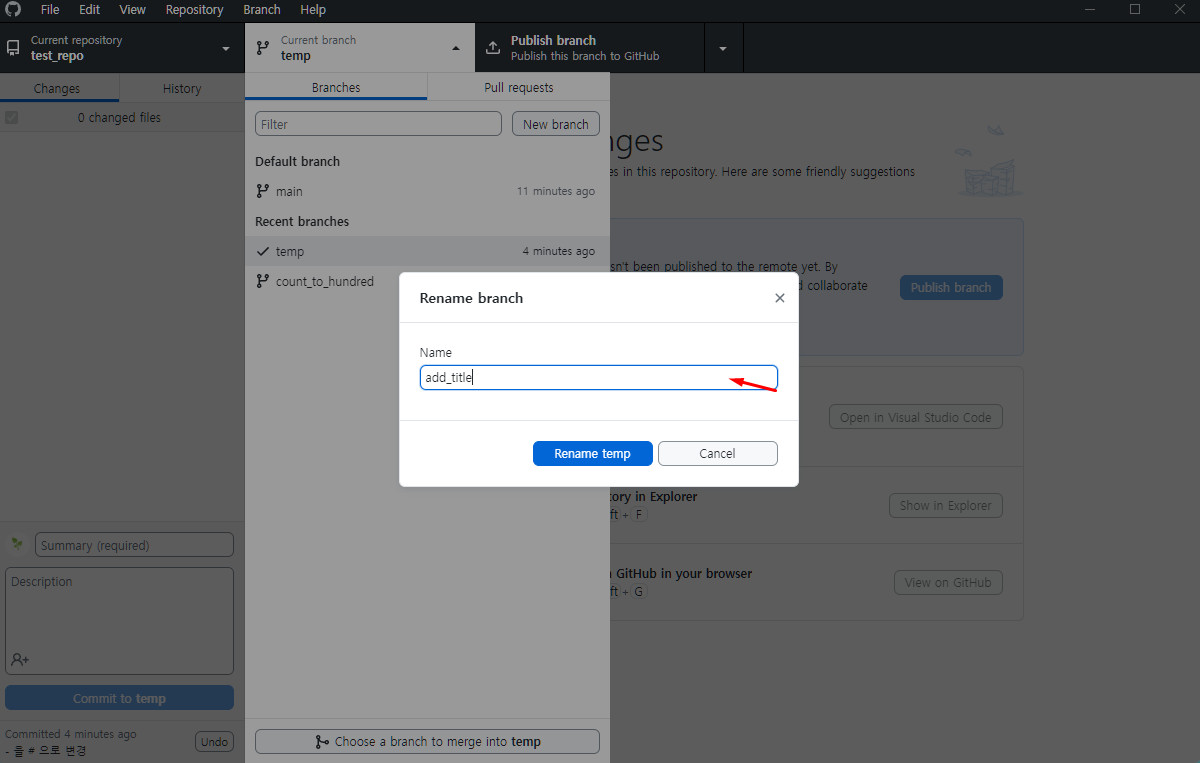 File Edit View Repository Branch Help
Current repository
test_repo
Current branch
temp
Publish branch
Publish this branch to GitHub
Changes History
0 changed files
Branches Pull requests
Filter
New branch
Default branch
main 11 minutes ago
Recent branches
temp 4 minutes ago
count_to_hundred
nges
es in this repository. Here are some friendly suggestions
sn't been published to the remote yet. By
d collaborate
Publish branch
Rename branch
Name
add_title
Rename temp Cancel
Open in Visual Studio Code
tory in Explorer
ft + F
Show in Explorer
GitHub in your browser
ft + G
View on GitHub
Summary (required)
Description
Commit to temp
Committed 4 minutes ago
- 을 # 으로 변경
Undo
Choose a branch to merge into temp